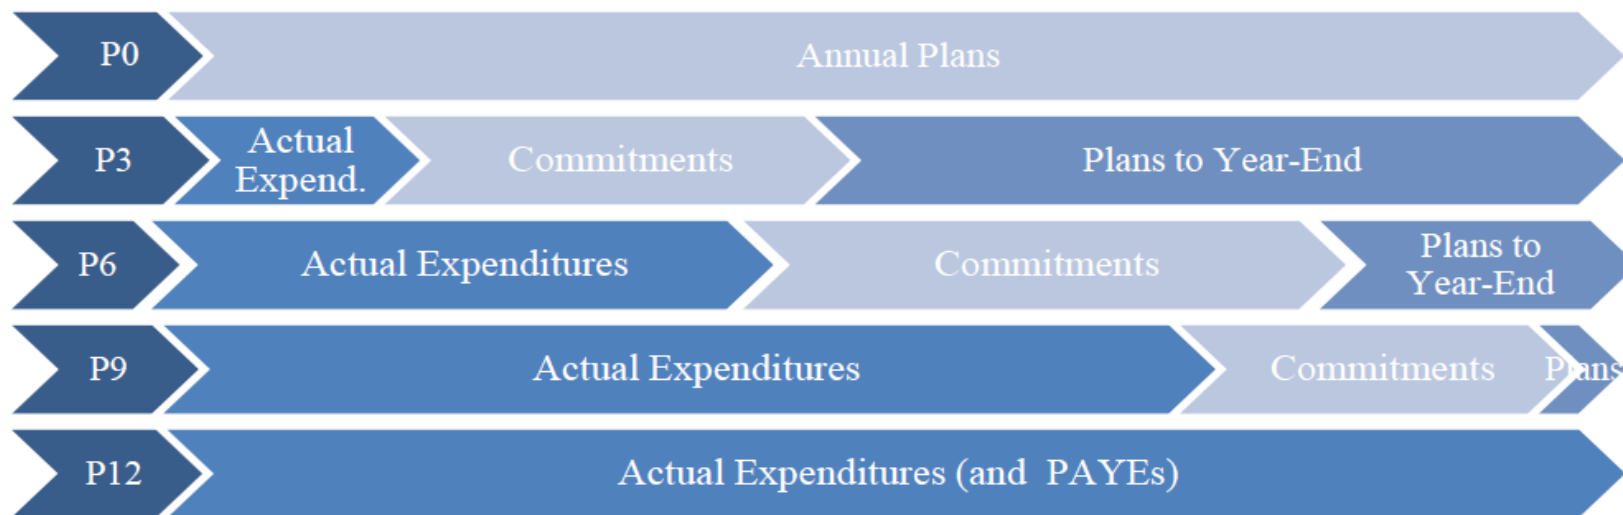 P0
Annual Plans
P3
Actual
Expend.
Commitments
Plans to Year-End
P6
Actual Expenditures
Commitments
Plans to
Year-End
P9
Actual Expenditures
Commitments
Plans
P12
Actual Expenditures (and PAYEs)